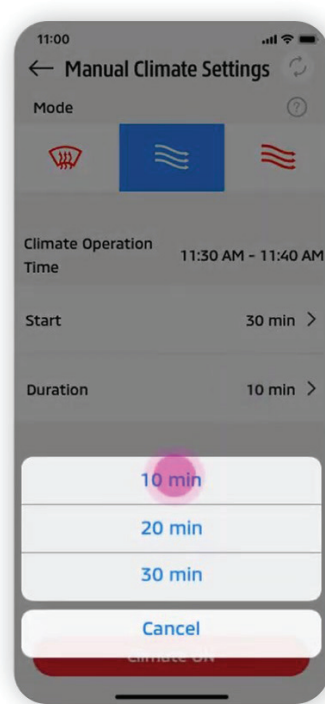 11:00
Manual Climate Settings
Mode
?
Climate Operation
Time
11:30 AM - 11:40 AM
Start
30 min
Duration
10 min
10 min
20 min
30 min
Cancel
Climate ON